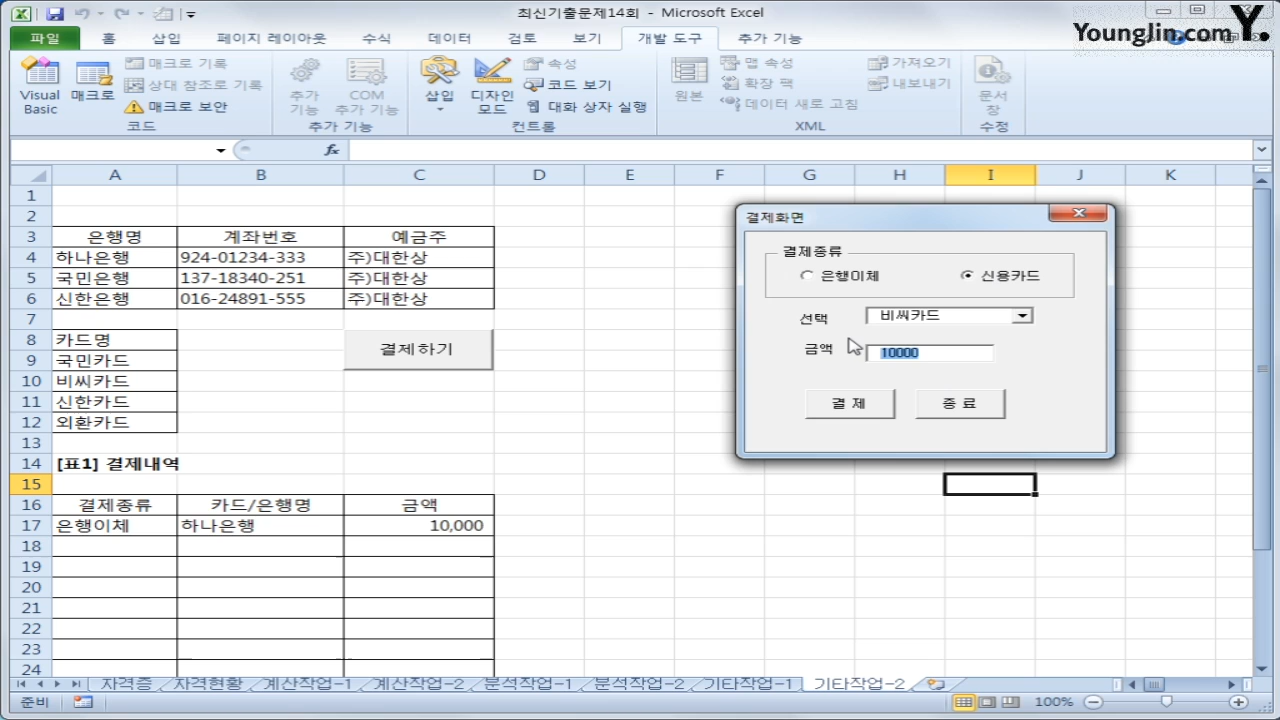 최신기출문제14회 - Microsoft Excel
YoungJin.com Y.
파일 홈 삽입 페이지 레이아웃 수식 데이터 검토 보기 개발 도구 추가 기능
Visual Basic
매크로
매크로 기록
상대 참조로 기록
매크로 보안
코드
추가 기능
COM 추가 기능
추가 기능
삽입
디자인 모드
속성
코드 보기
대화 상자 실행
컨트롤
원본
맵 속성
확장 팩
데이터 새로 고침
가져오기
내보내기
XML
문서 창
수정
fx
A B C D E F G H I J K
1
2
3 은행명 계좌번호 예금주
4 하나은행 924-01234-333 주)대한상
5 국민은행 137-18340-251 주)대한상
6 신한은행 016-24891-555 주)대한상
7
8 카드명
9 국민카드
10 비씨카드
11 신한카드
12 외환카드
결제하기
13
14 [표1] 결제내역
15
16 결제종류 카드/은행명 금액
17 은행이체 하나은행 10,000
18
19
20
21
22
23
24
결제화면
결제종류
은행이체 신용카드
선택 비씨카드
금액 10000
결 제 종 료
자격증 자격현황 계산작업-1 계산작업-2 분석작업-1 분석작업-2 기타작업-1 기타작업-2
준비 100%